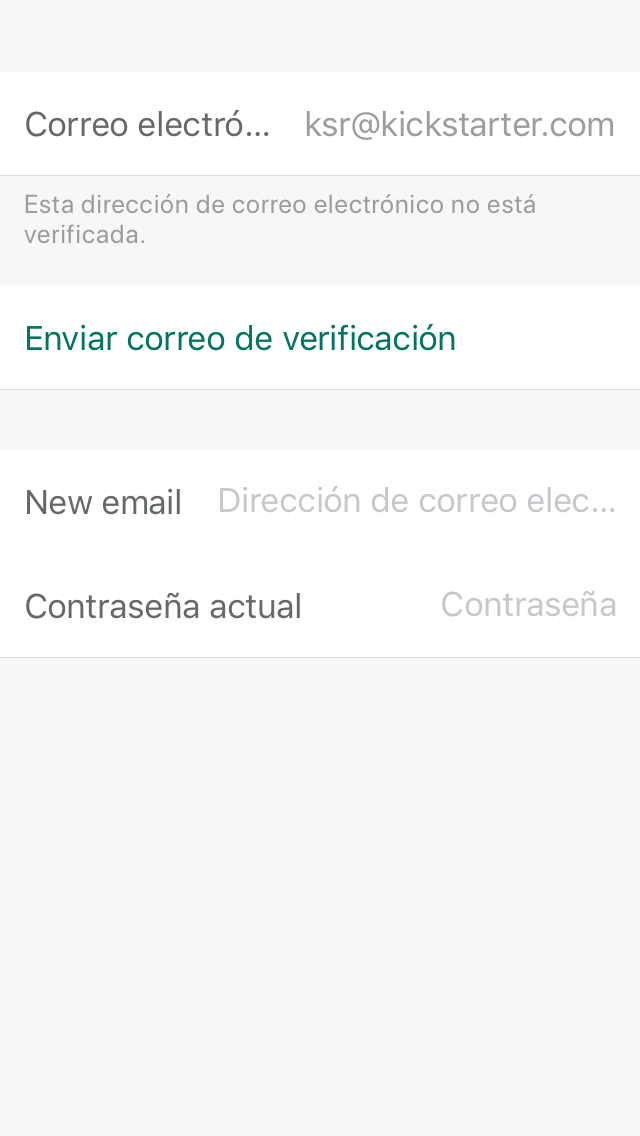 Correo electró... ksr@kickstarter.com
Esta dirección de correo electrónico no está
verificada.
Enviar correo de verificación
New email Dirección de correo elec...
Contraseña actual Contraseña